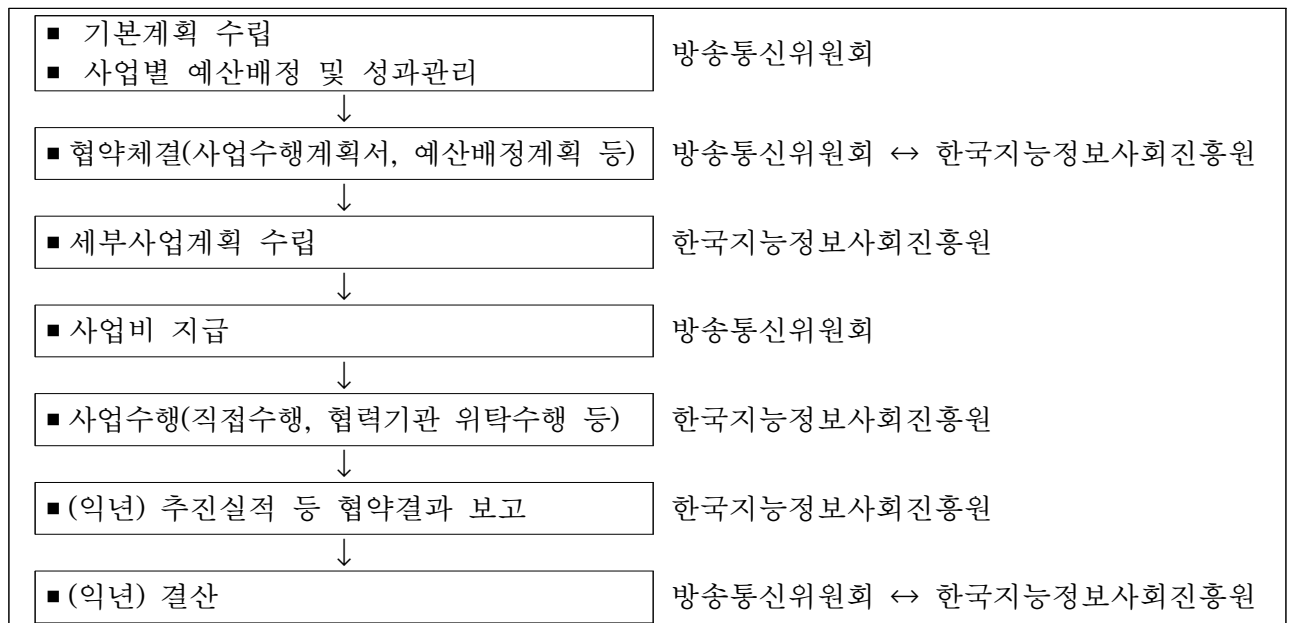 ▪ 기본계획 수립
▪ 사업별 예산배정 및 성과관리
방송통신위원회
↓
▪ 협약체결(사업수행계획서, 예산배정계획 등)
방송통신위원회 ↔ 한국지능정보사회진흥원
↓
▪ 세부사업계획 수립
한국지능정보사회진흥원
↓
▪ 사업비 지급
방송통신위원회
↓
▪ 사업수행(직접수행, 협력기관 위탁수행 등)
한국지능정보사회진흥원
↓
▪ (익년) 추진실적 등 협약결과 보고
한국지능정보사회진흥원
↓
▪ (익년) 결산
방송통신위원회 ↔ 한국지능정보사회진흥원